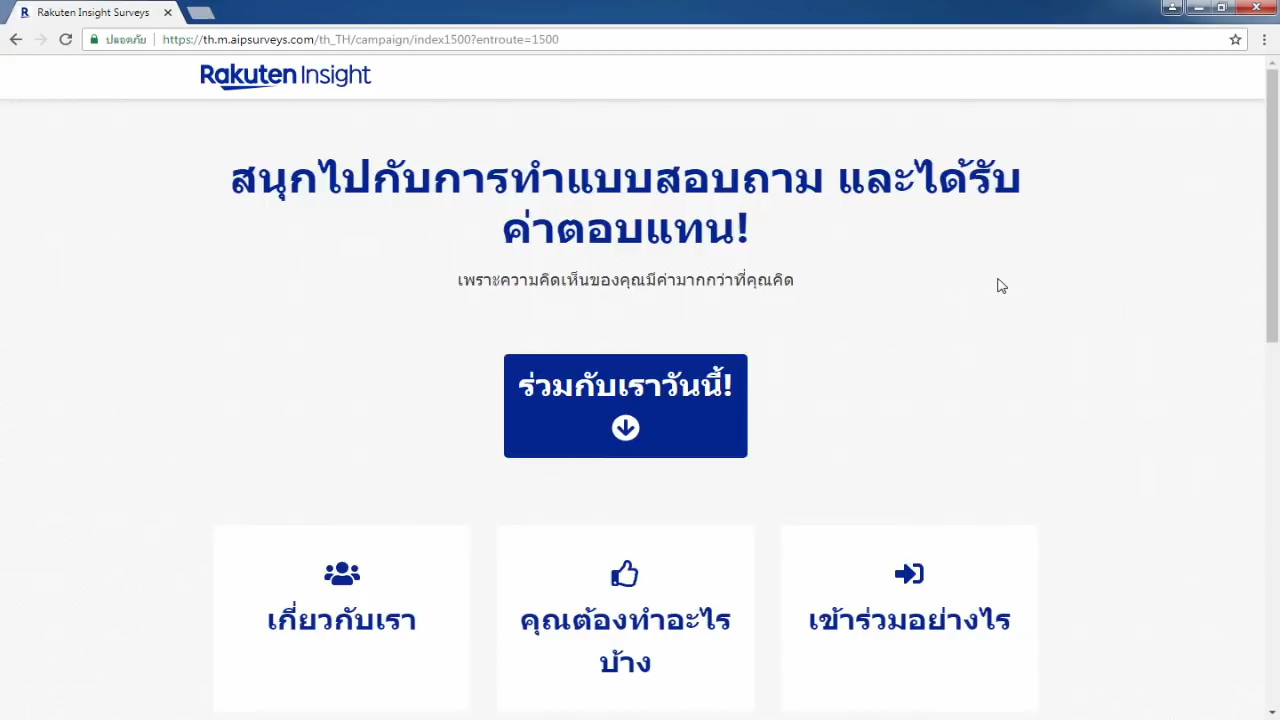 Rakuten Insight Surveys
ปลอดภัย https://th.m.aipsurveys.com/th_TH/campaign/index1500?entroute=1500
Rakuten Insight
สนุกไปกับการทำแบบสอบถาม และได้รับ
ค่าตอบแทน!
เพราะความคิดเห็นของคุณมีค่ามากกว่าที่คุณคิด
ร่วมกับเราวันนี้!
เกี่ยวกับเรา
คุณต้องทำอะไร
บ้าง
เข้าร่วมอย่างไร